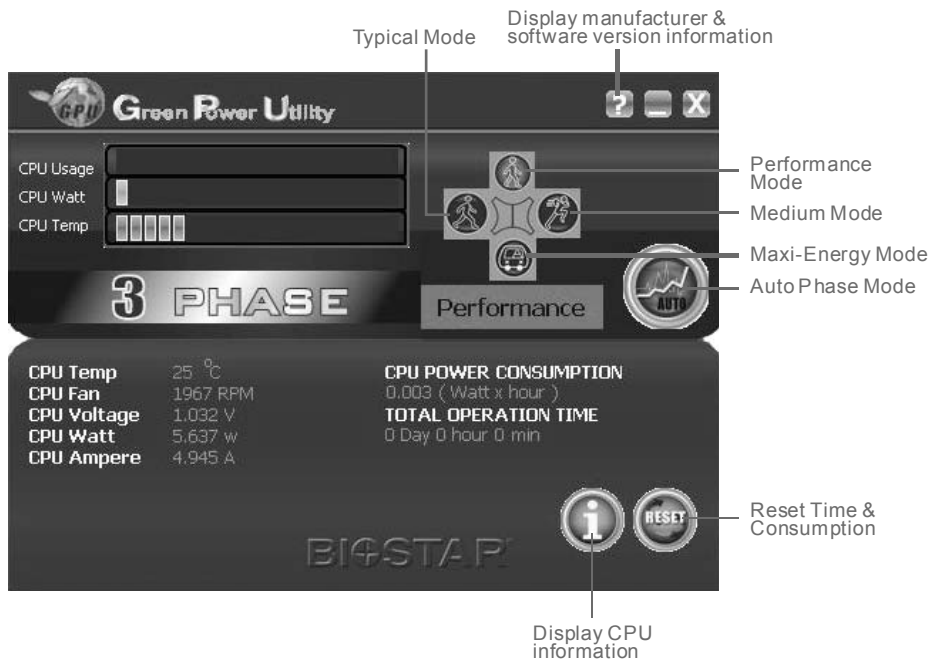 Display manufacturer &
Typical Mode software version information
GPU Green Power Utility ? _ X
CPU Usage
CPU Watt
CPU Temp
Performance
Mode
Medium Mode
Maxi-Energy Mode
Auto Phase Mode
3 PHASE
Performance
AUTO
CPU Temp 25 °C
CPU Fan 1967 RPM
CPU Voltage 1.032 V
CPU Watt 5.637 w
CPU Ampere 4.945 A
CPU POWER CONSUMPTION
0.003 ( Watt x hour )
TOTAL OPERATION TIME
0 Day 0 hour 0 min
i RESET
Reset Time &
Consumption
BIOSTAR
Display CPU
information